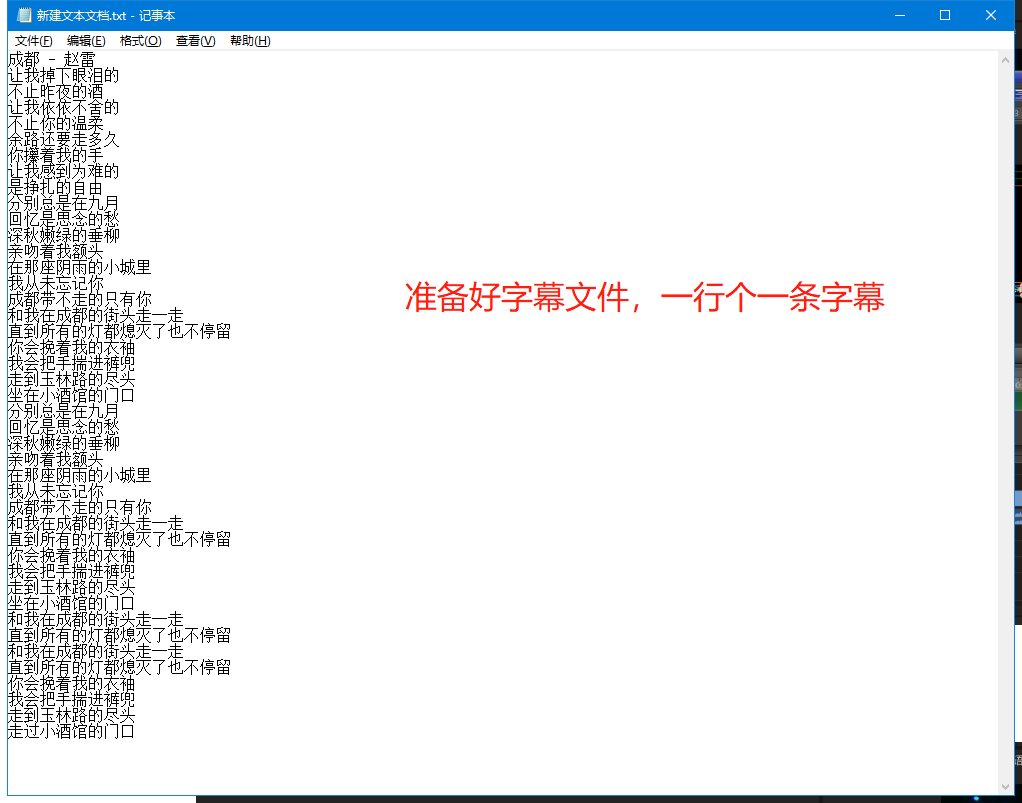 新建文本文档.txt - 记事本
文件(F) 编辑(E) 格式(O) 查看(V) 帮助(H)
成都 - 赵雷
让我掉下眼泪的
不止昨夜的酒
让我依依不舍的
不止你的温柔
余路还要走多久
你攥着我的手
让我感到为难的
是挣扎的自由
分别总是在九月
回忆是思念的愁
深秋嫩绿的垂柳
亲吻着我额头
在那座阴雨的小城里
我从未忘记你
成都带不走的只有你
和我在成都的街头走一走
直到所有的灯都熄灭了也不停留
你会挽着我的衣袖
我会把手揣进裤兜
走到玉林路的尽头
坐在小酒馆的门口
分别总是在九月
回忆是思念的愁
深秋嫩绿的垂柳
亲吻着我额头
在那座阴雨的小城里
我从未忘记你
成都带不走的只有你
和我在成都的街头走一走
直到所有的灯都熄灭了也不停留
你会挽着我的衣袖
我会把手揣进裤兜
走到玉林路的尽头
坐在小酒馆的门口
和我在成都的街头走一走
直到所有的灯都熄灭了也不停留
和我在成都的街头走一走
直到所有的灯都熄灭了也不停留
你会挽着我的衣袖
我会把手揣进裤兜
走到玉林路的尽头
走过小酒馆的门口
准备好字幕文件，一行个一条字幕